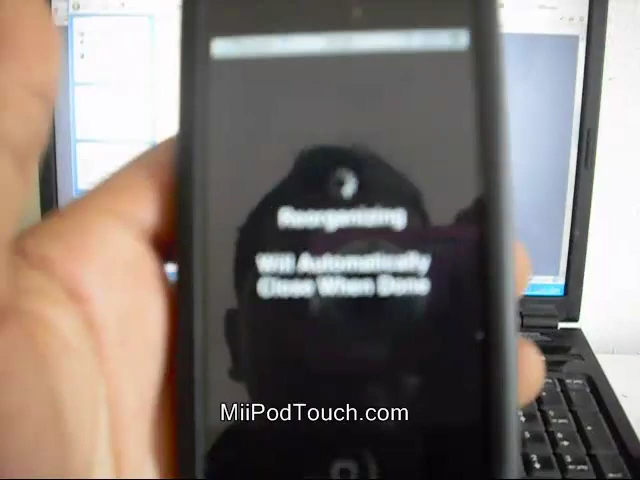 Reorganizing
Will Automatically
Close When Done
MiiPodTouch.com